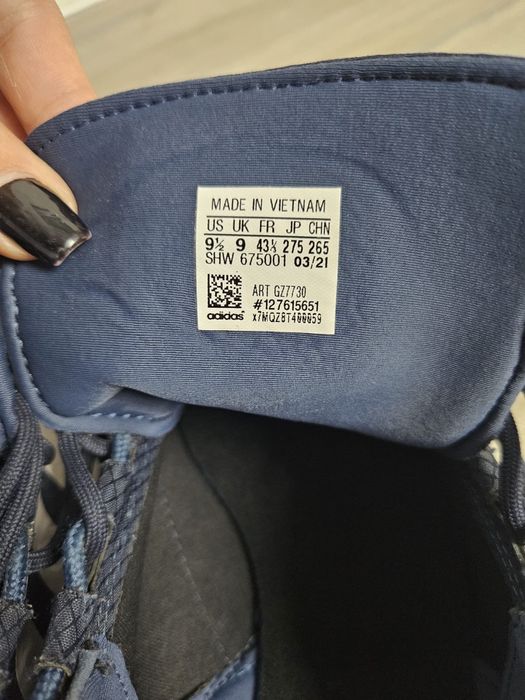 MADE IN VIETNAM
US UK FR JP CHN
9½ 9 43⅓ 275 265
SHW 675001 03/21
ART GZ7730
#127615651
adidas® x7MQZBT400059